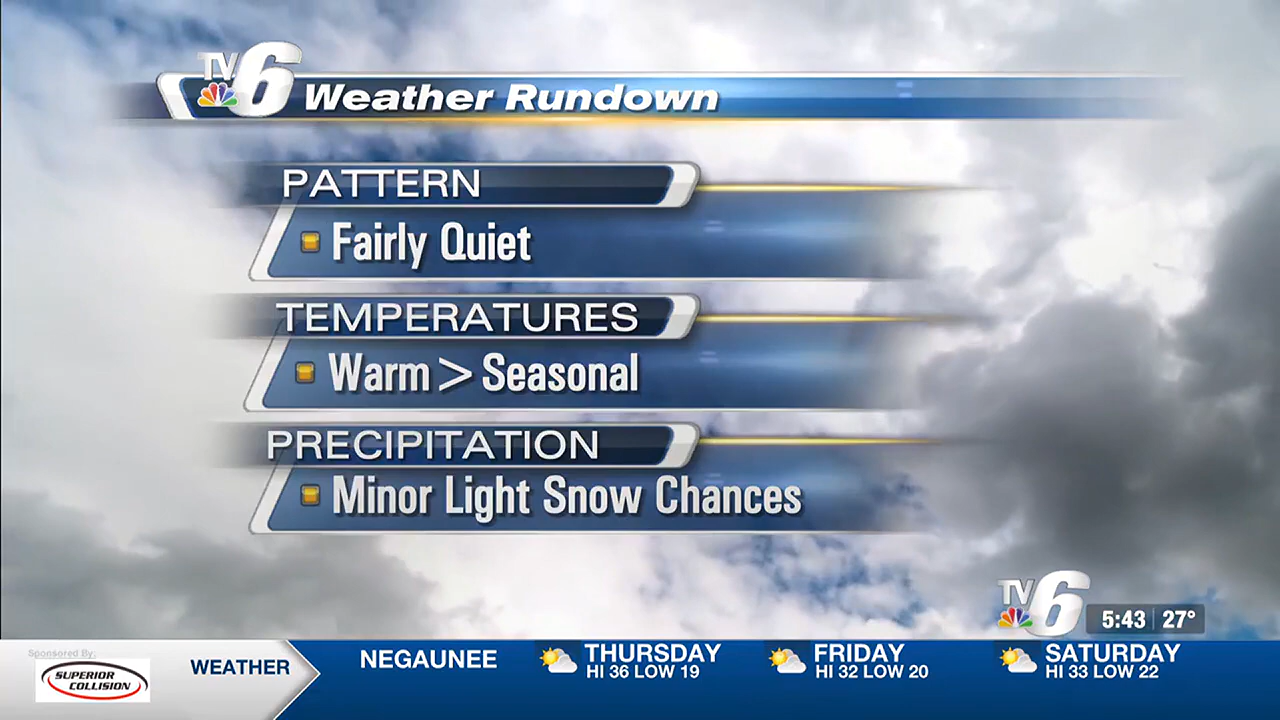 TV6
Weather Rundown
PATTERN
Fairly Quiet
TEMPERATURES
Warm > Seasonal
PRECIPITATION
Minor Light Snow Chances
TV6
5:43 27°
Sponsored By:
SUPERIOR
COLLISION
WEATHER
NEGAUNEE
THURSDAY
HI 36 LOW 19
FRIDAY
HI 32 LOW 20
SATURDAY
HI 33 LOW 22